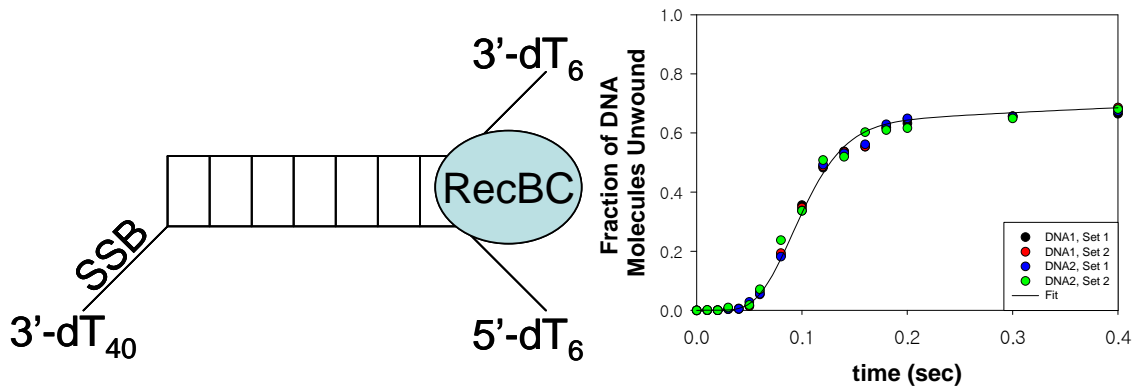 3'-dT6
RecBC
SSB
3'-dT40
5'-dT6
Fraction of DNA
Molecules Unwound
1.0
0.8
0.6
0.4
0.2
0.0
0.0
0.1
0.2
0.3
0.4
time (sec)
DNA1, Set 1
DNA1, Set 2
DNA2, Set 1
DNA2, Set 2
Fit